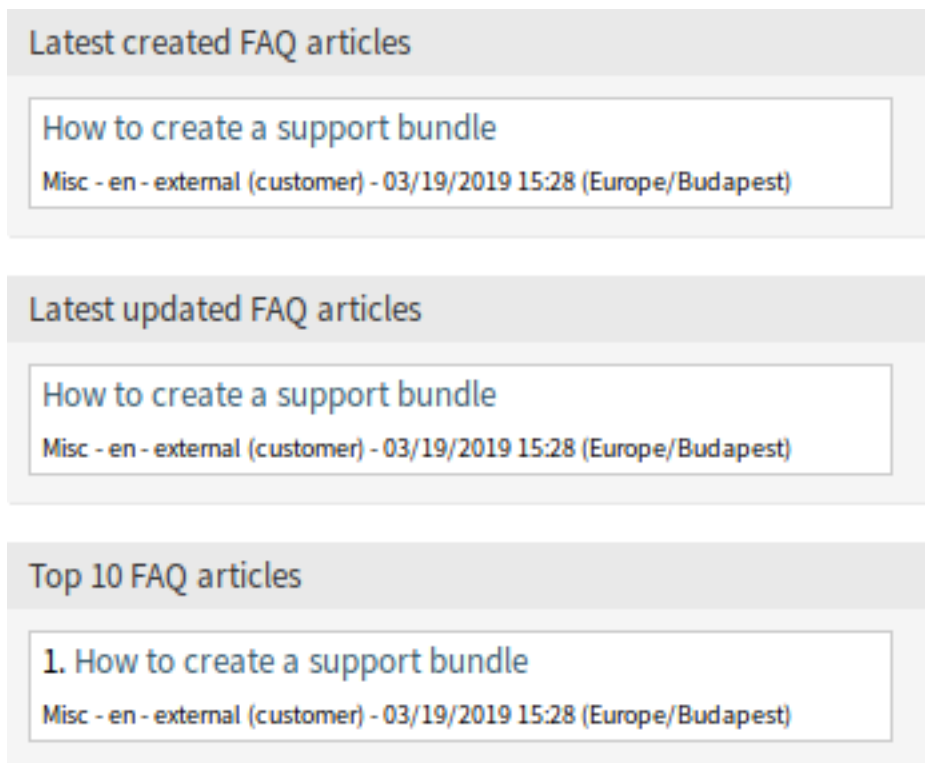 Latest created FAQ articles
How to create a support bundle
Misc - en - external (customer) - 03/19/2019 15:28 (Europe/Budapest)
Latest updated FAQ articles
How to create a support bundle
Misc - en - external (customer) - 03/19/2019 15:28 (Europe/Budapest)
Top 10 FAQ articles
1. How to create a support bundle
Misc - en - external (customer) - 03/19/2019 15:28 (Europe/Budapest)